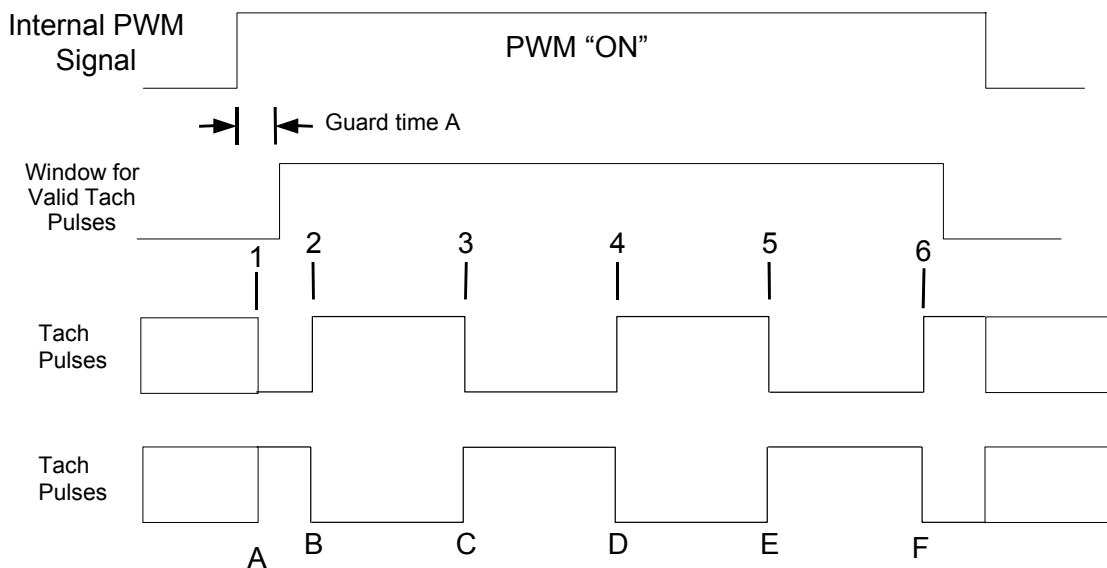 Internal PWM
Signal
PWM “ON”
Guard time A
Window for
Valid Tach
Pulses
1
2
3
4
5
6
Tach
Pulses
Tach
Pulses
A
B
C
D
E
F